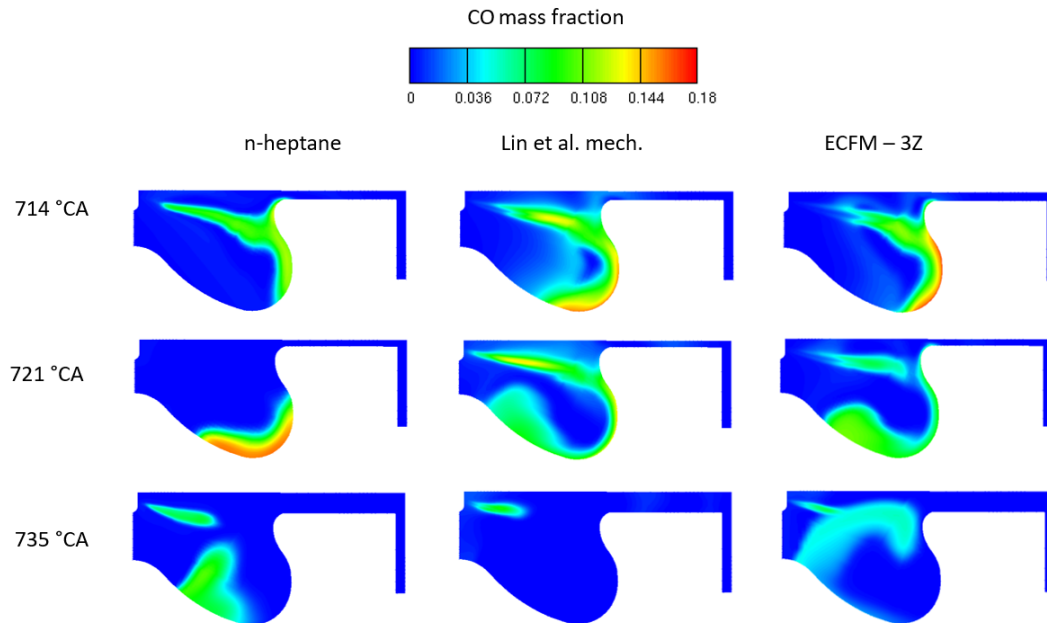 CO mass fraction
0 0.036 0.072 0.108 0.144 0.18
n-heptane Lin et al. mech. ECFM – 3Z
714 °CA
721 °CA
735 °CA